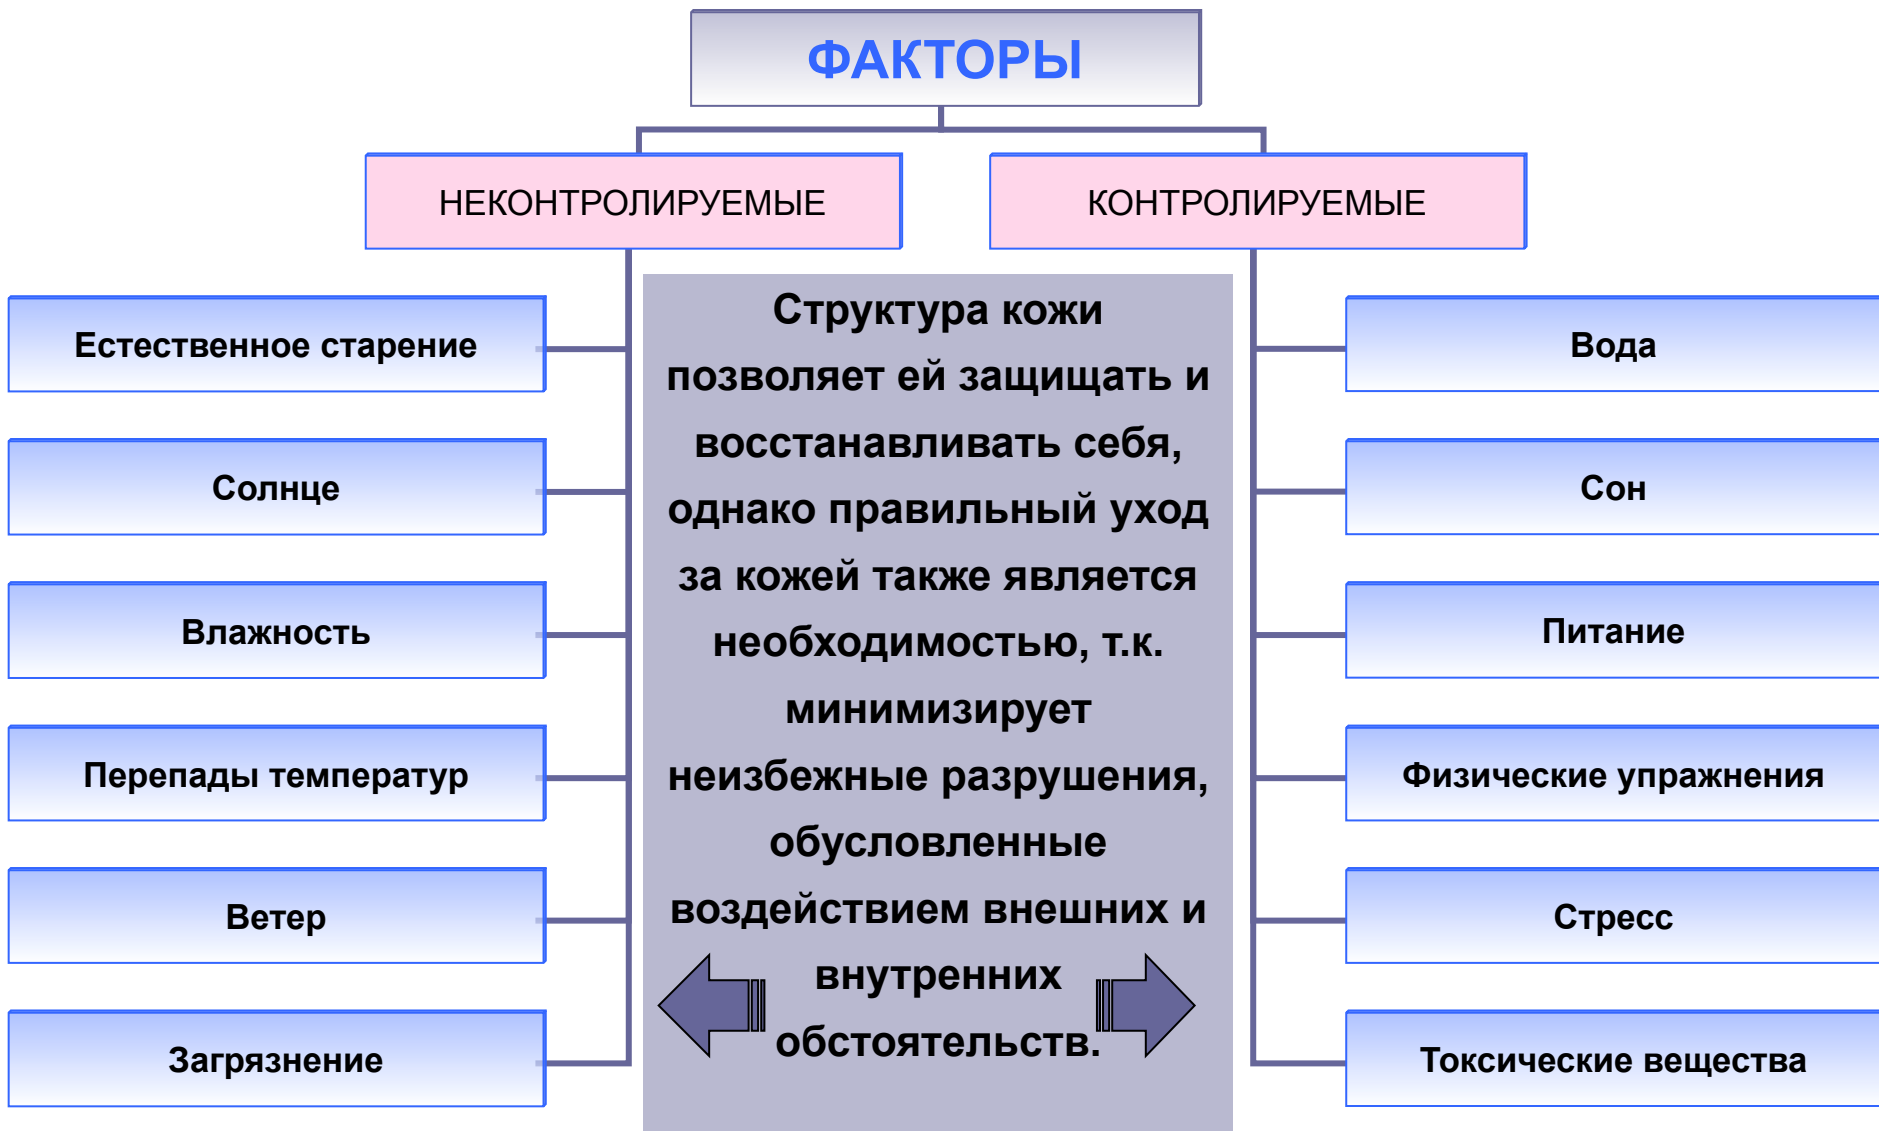 ФАКТОРЫ
НЕКОНТРОЛИРУЕМЫЕ
КОНТРОЛИРУЕМЫЕ
Естественное старение
Солнце
Влажность
Перепады температур
Ветер
Загрязнение
Структура кожи
позволяет ей защищать и
восстанавливать себя,
однако правильный уход
за кожей также является
необходимостью, т.к.
минимизирует
неизбежные разрушения,
обусловленные
воздействием внешних и
внутренних
обстоятельств.
Вода
Сон
Питание
Физические упражнения
Стресс
Токсические вещества